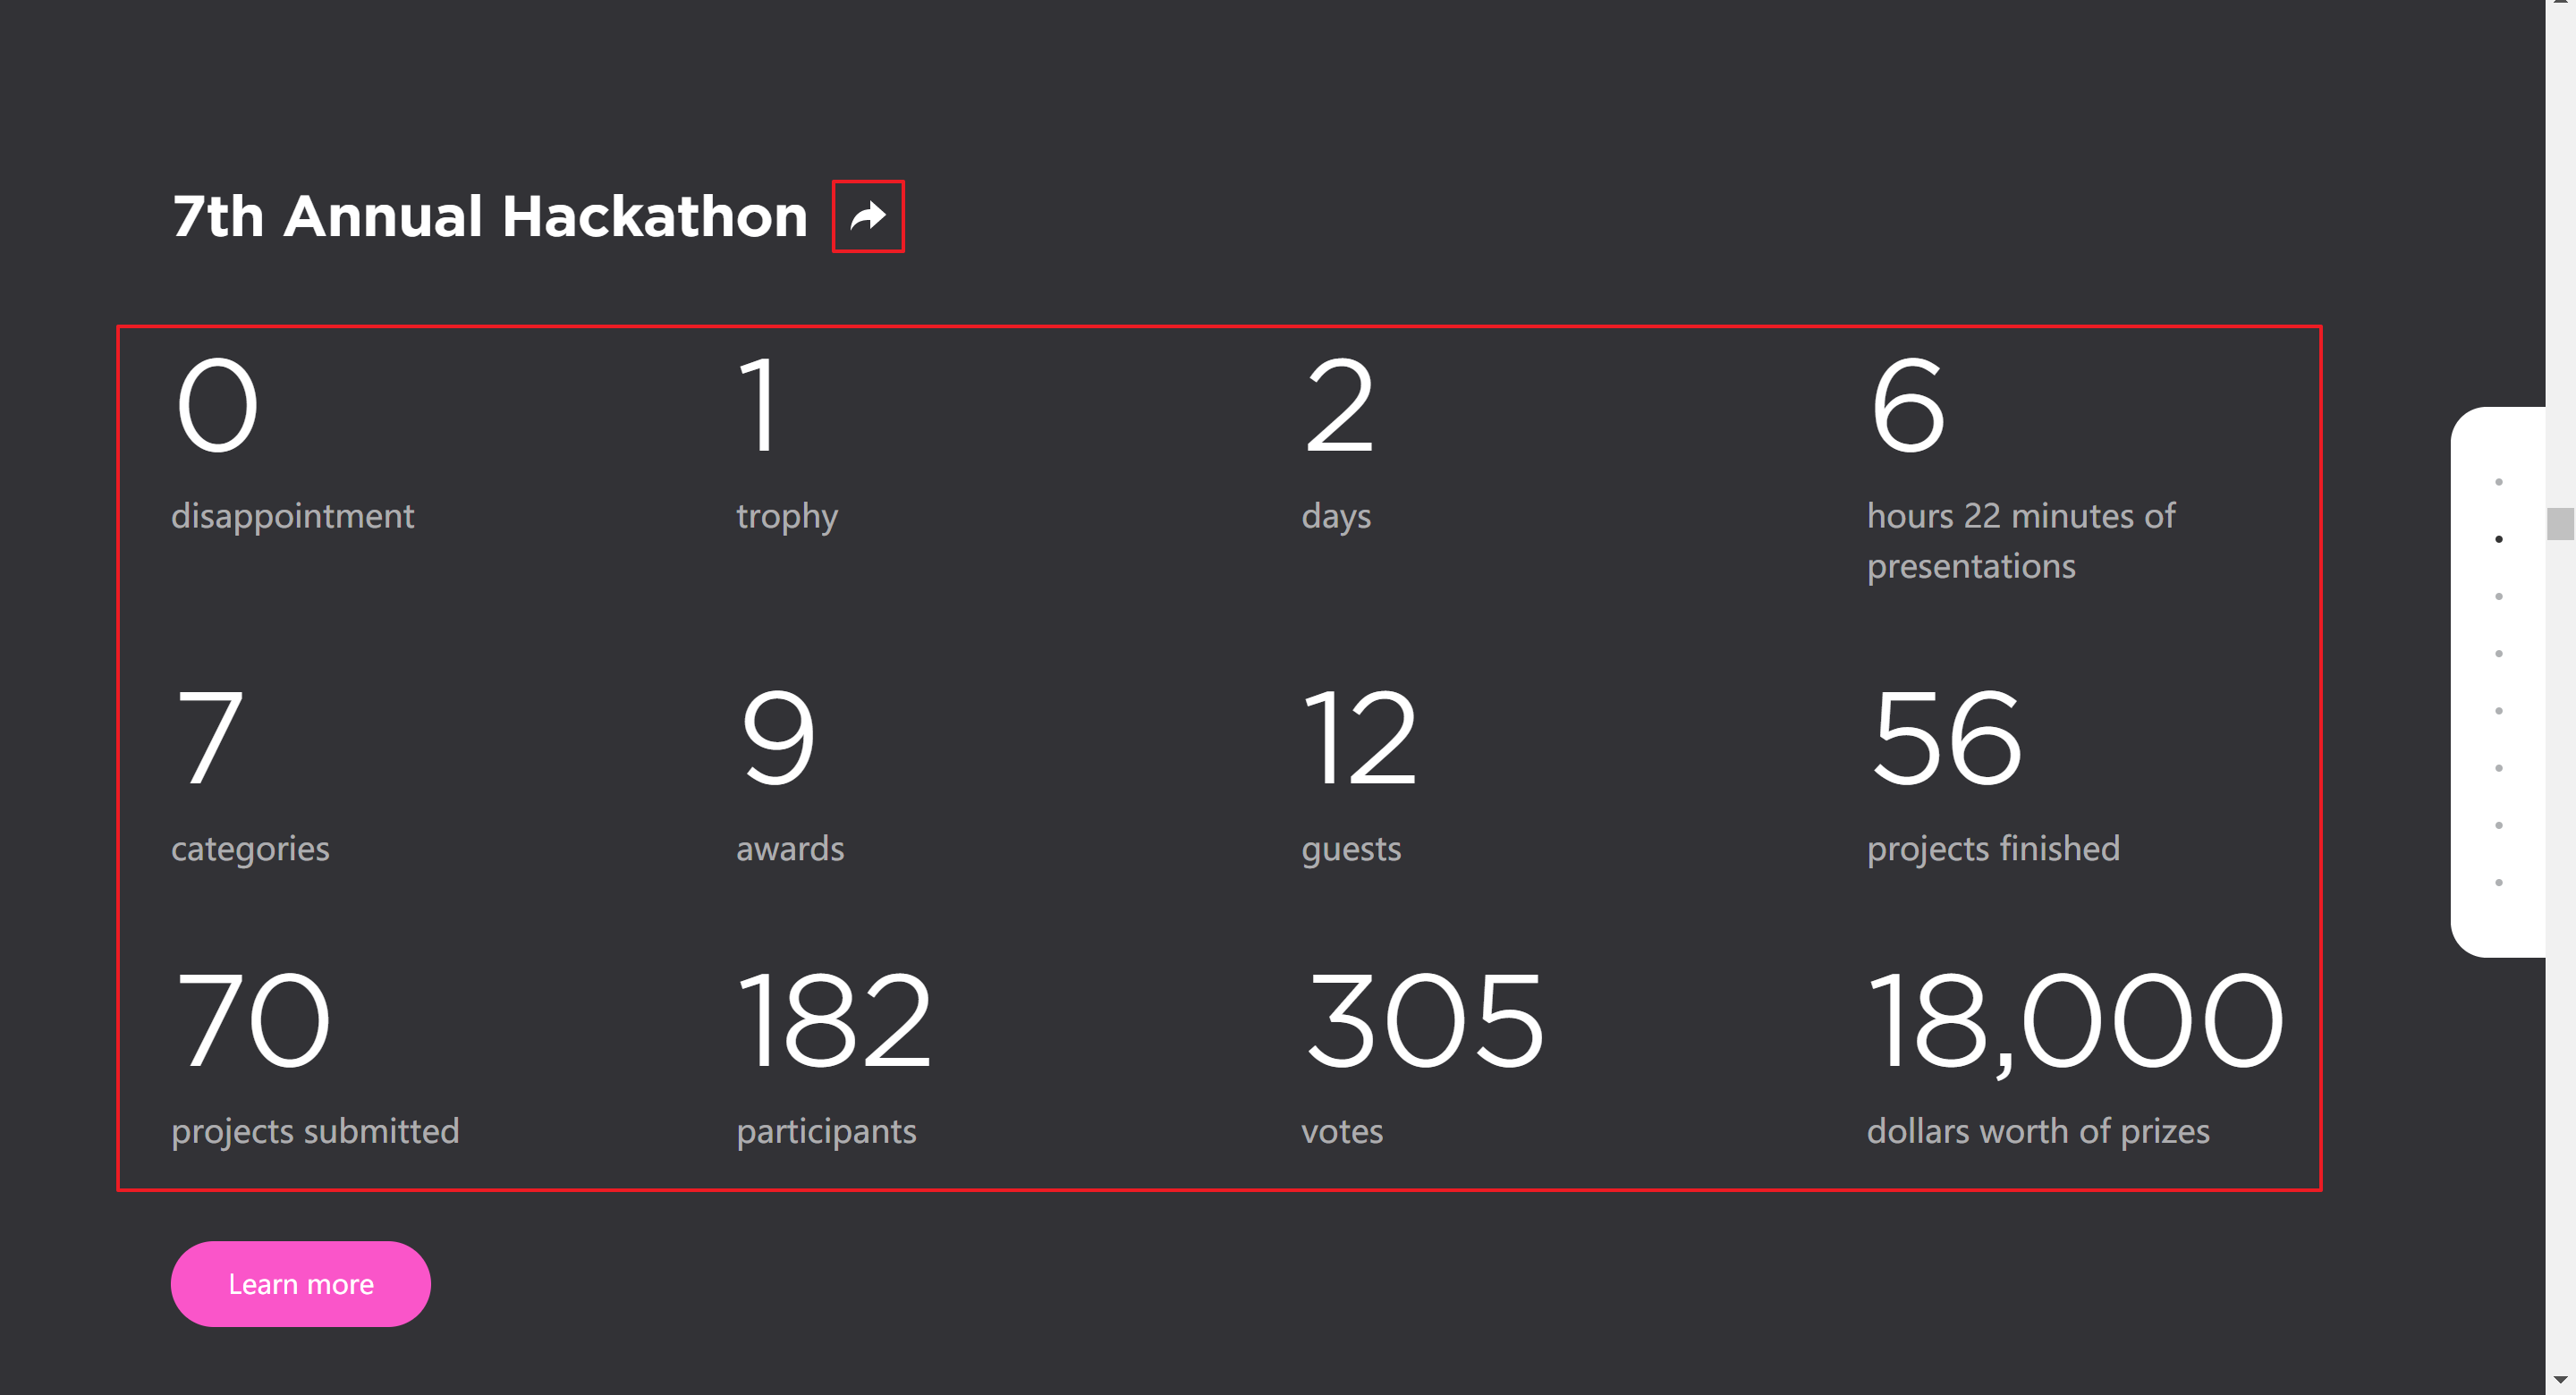 7th Annual Hackathon
0
disappointment
1
trophy
2
days
6
hours 22 minutes of
presentations
7
categories
9
awards
12
guests
56
projects finished
70
projects submitted
182
participants
305
votes
18,000
dollars worth of prizes
Learn more